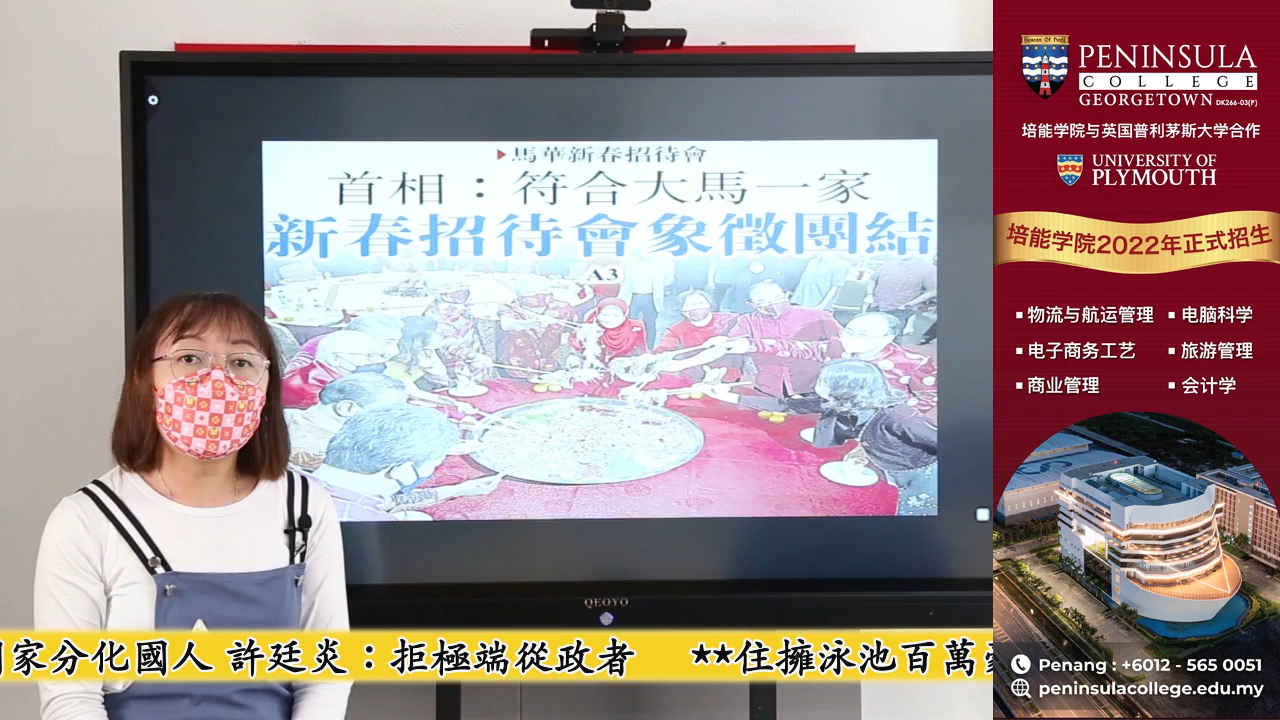 馬華新春招待會
首相：符合大馬一家
新春招待會象徵團結
A3
QEOYO
家分化國人 許廷炎：拒極端從政者 **住擁泳池百萬
Beacon Of Hope
PENINSULA
COLLEGE
GEORGETOWN DK266-03(P)
培能学院与英国普利茅斯大学合作
UNIVERSITY OF
PLYMOUTH
培能学院2022年正式招生
▪ 物流与航运管理 ▪ 电脑科学
▪ 电子商务工艺 ▪ 旅游管理
▪ 商业管理 ▪ 会计学
Penang : +6012 - 565 0051
peninsulacollege.edu.my